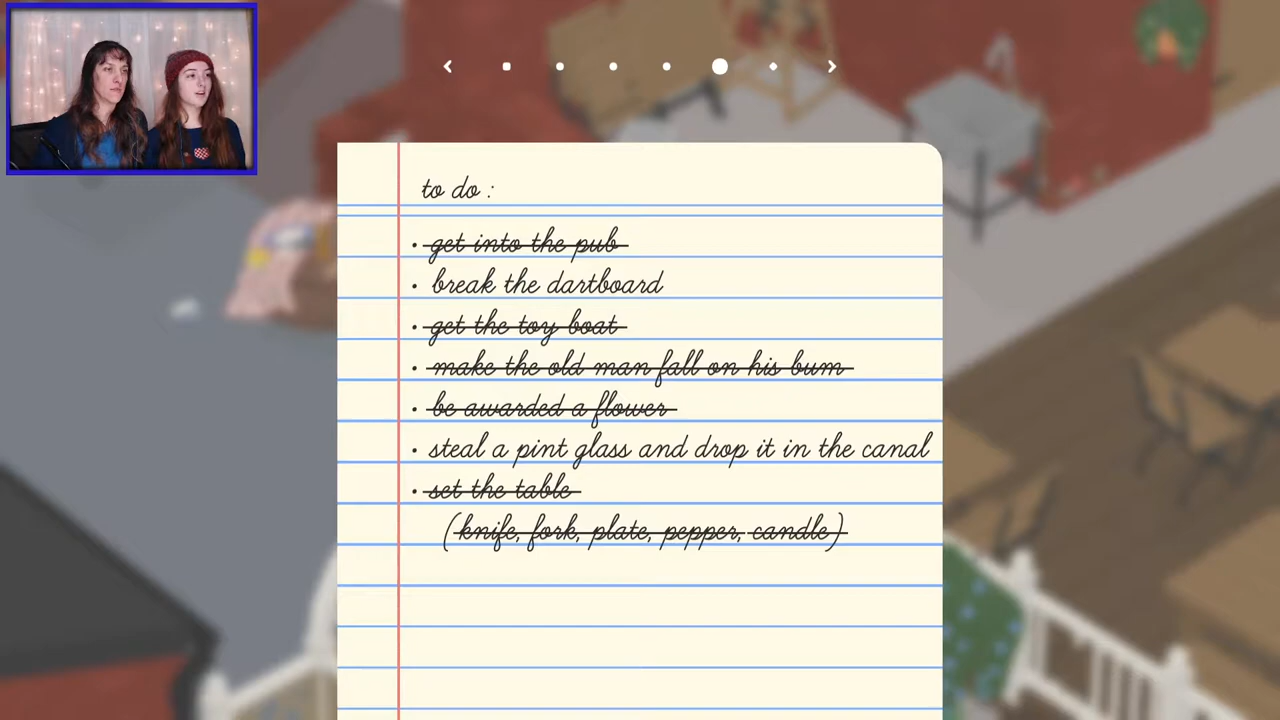 to do :
• get into the pub
• break the dartboard
• get the toy boat
• make the old man fall on his bum
• be awarded a flower
• steal a pint glass and drop it in the canal
• set the table
(knife, fork, plate, pepper, candle)